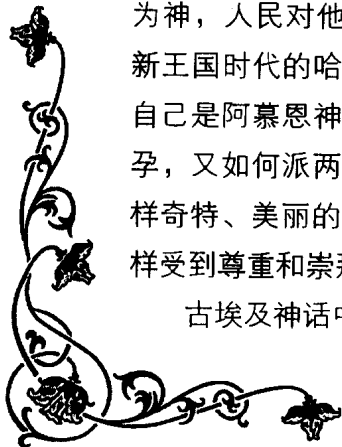 为神，人民对他
新王国时代的哈
自己是阿慕恩神
孕，又如何派两
样奇特、美丽的
样受到尊重和崇
古埃及神话中